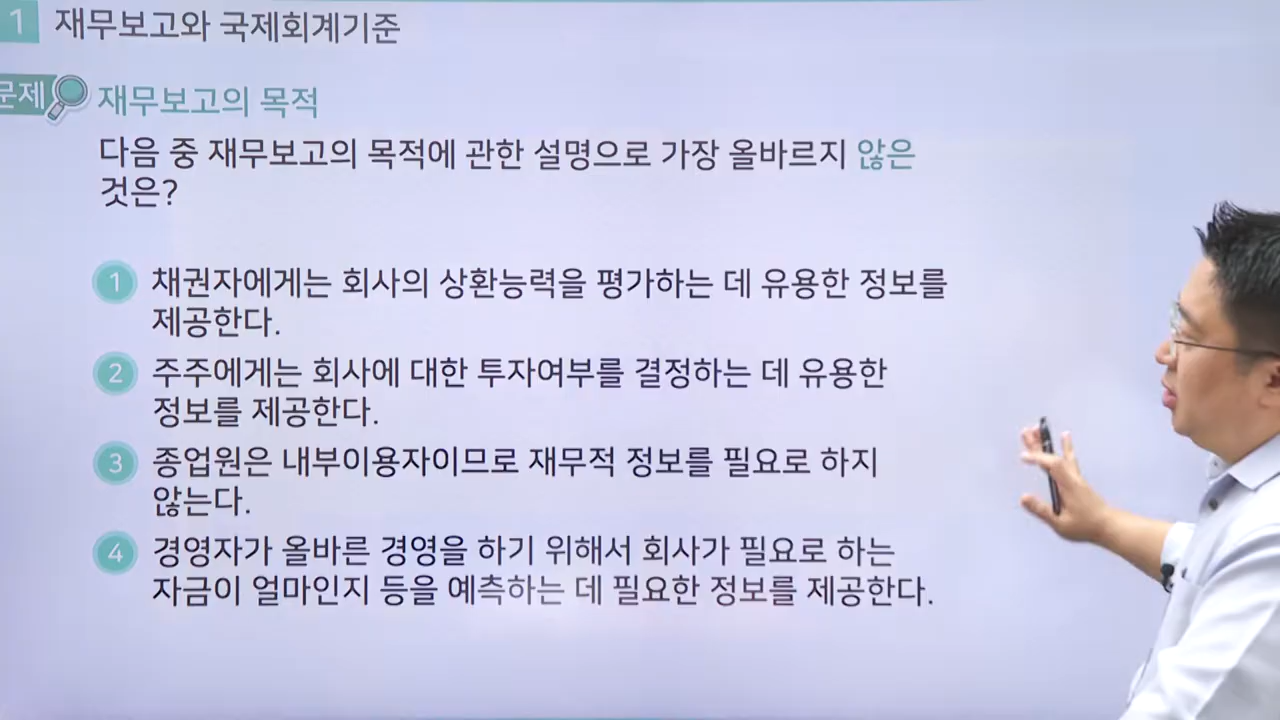 1 재무보고와 국제회계기준
문제 재무보고의 목적
다음 중 재무보고의 목적에 관한 설명으로 가장 올바르지 않은
것은?
1 채권자에게는 회사의 상환능력을 평가하는 데 유용한 정보를
제공한다.
2 주주에게는 회사에 대한 투자여부를 결정하는 데 유용한
정보를 제공한다.
3 종업원은 내부이용자이므로 재무적 정보를 필요로 하지
않는다.
4 경영자가 올바른 경영을 하기 위해서 회사가 필요로 하는
자금이 얼마인지 등을 예측하는 데 필요한 정보를 제공한다.